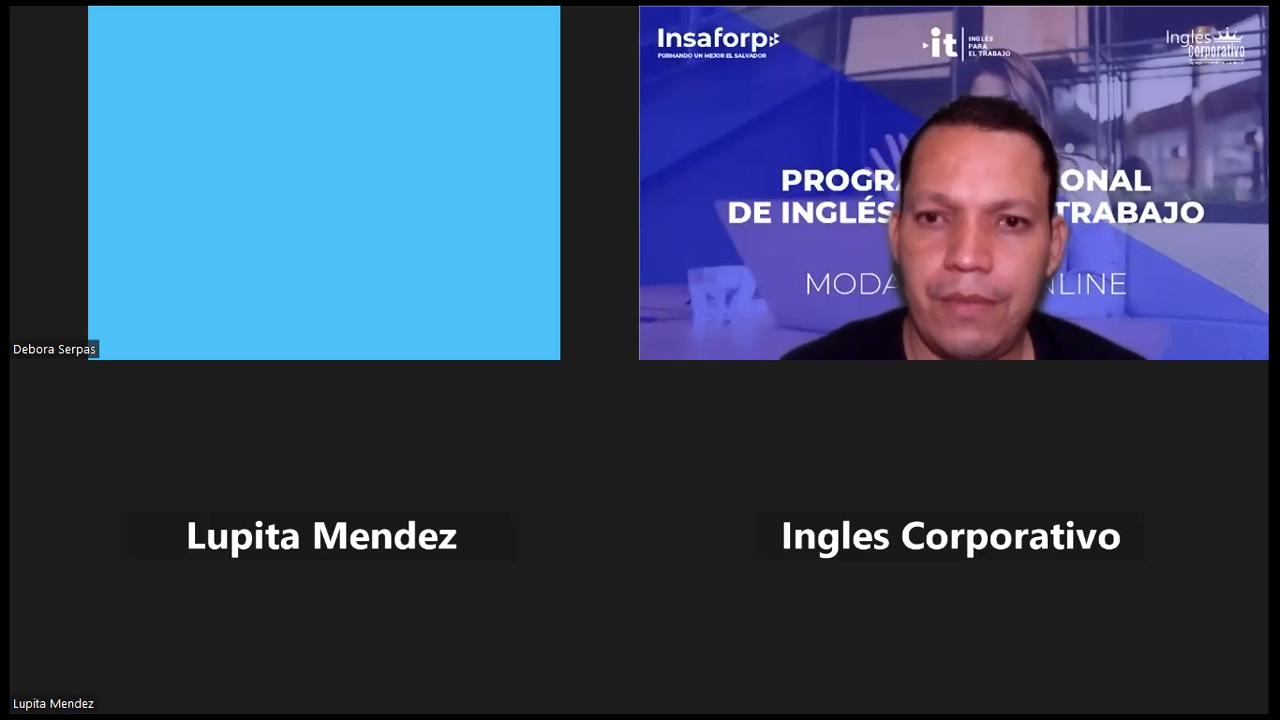 Insaforp
FORMANDO UN MEJOR EL SALVADOR
it
INGLÉS
PARA
EL TRABAJO
Inglés
Corporativo
PROGRA ONAL
DE INGLÉS TRABAJO
MODA NLINE
Debora Serpas
Lupita Mendez
Ingles Corporativo
Lupita Mendez